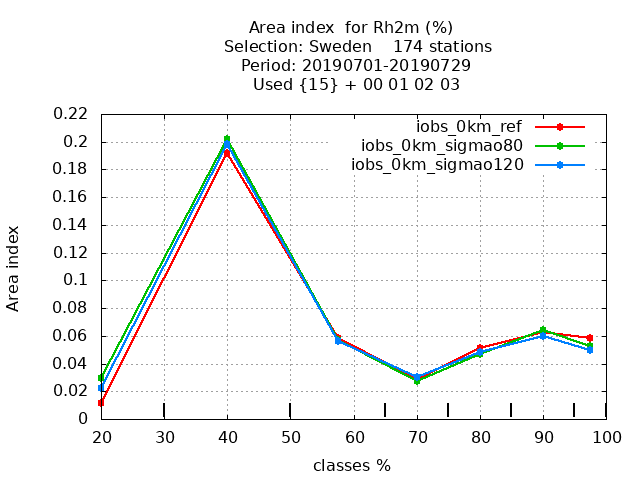 Area index  for Rh2m (%)
Selection: Sweden    174 stations
Period: 20190701-20190729
Used {15} + 00 01 02 03
iobs_0km_ref
iobs_0km_sigmao80
iobs_0km_sigmao120
Area index
0.22
0.2
0.18
0.16
0.14
0.12
0.1
0.08
0.06
0.04
0.02
0
20 30 40 50 60 70 80 90 100
classes %